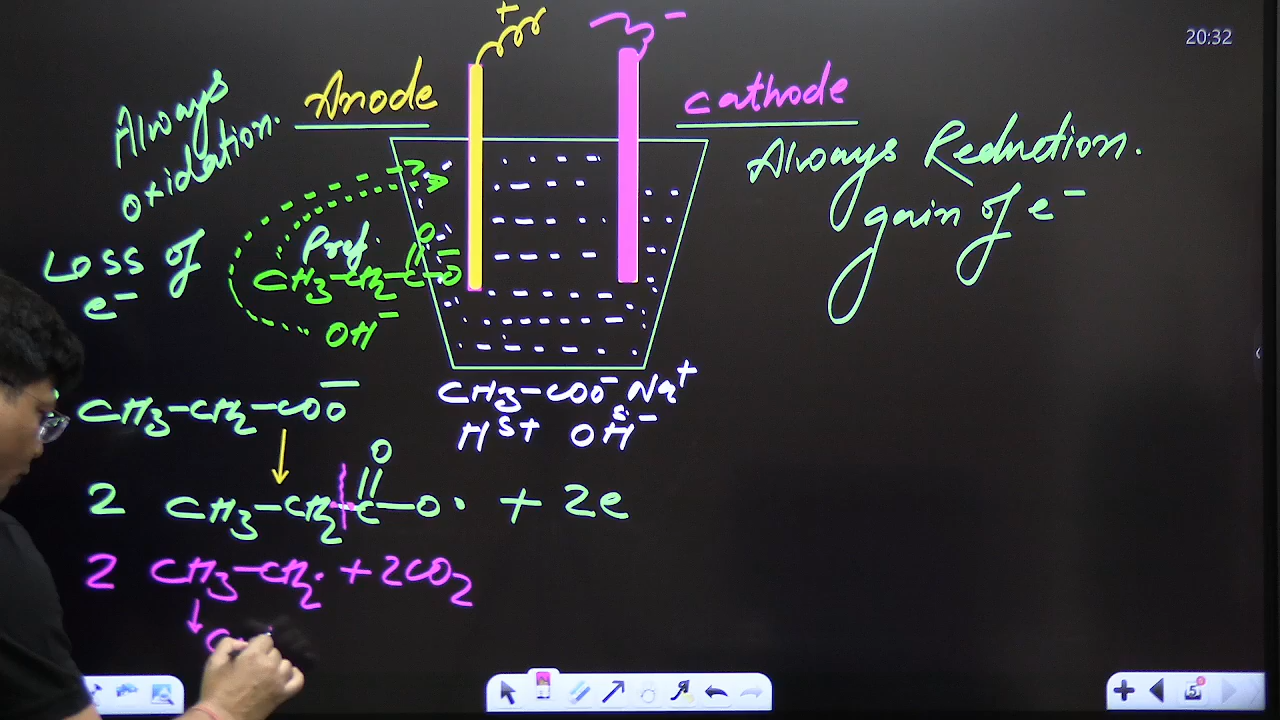 20:32
+
-
Anode
cathode
Always
oxidation.
Always Reduction.
gain of e⁻
Loss of
e⁻
Pref.
O
CH3-CH2-C-O⁻
OH⁻
CH3-COO⁻ Na+
H+ OH⁻
CH3-CH2-COO⁻
O
2 CH3-CH2-C-O· + 2e
2 CH3-CH2· + 2CO2
↓
5